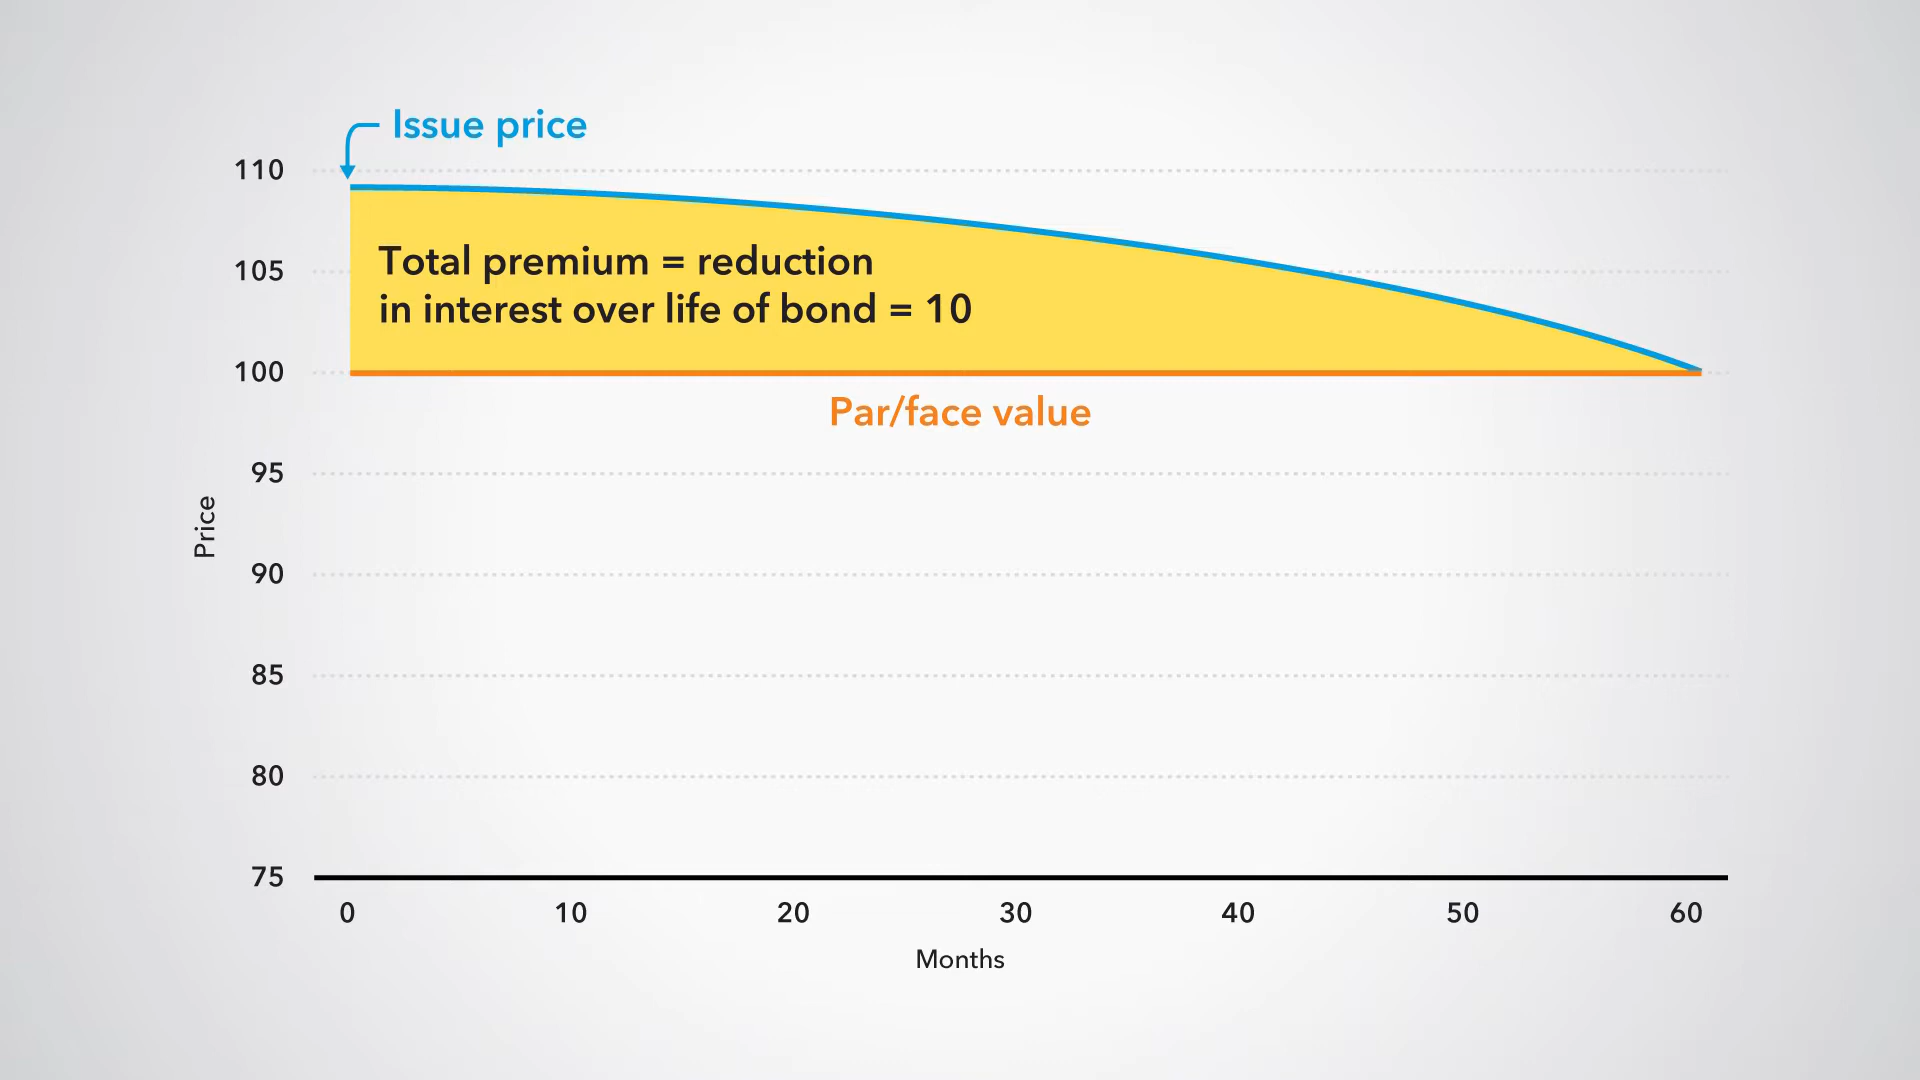 Issue price
110
Total premium = reduction
105
in interest over life of bond = 10
100
Par/face value
95
Price
90
85
80
75
0 10 20 30 40 50 60
Months